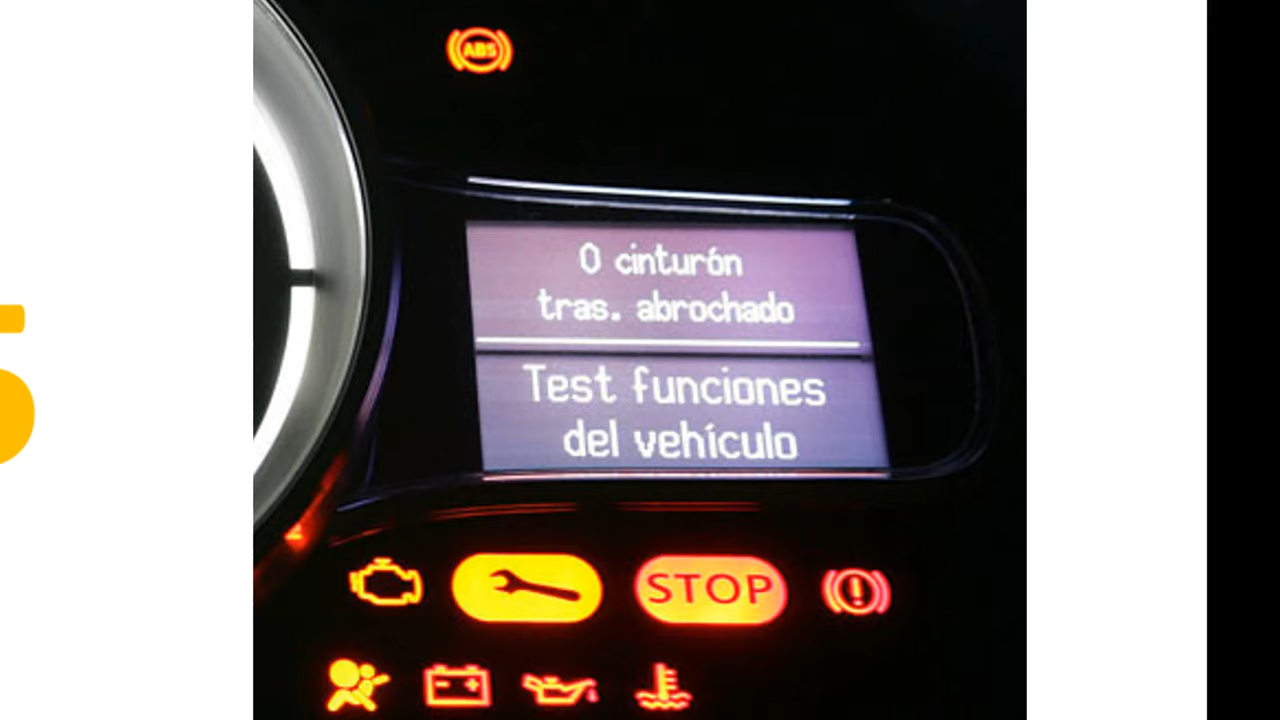 ABS
0 cinturón
tras. abrochado
Test funciones
del vehículo
STOP